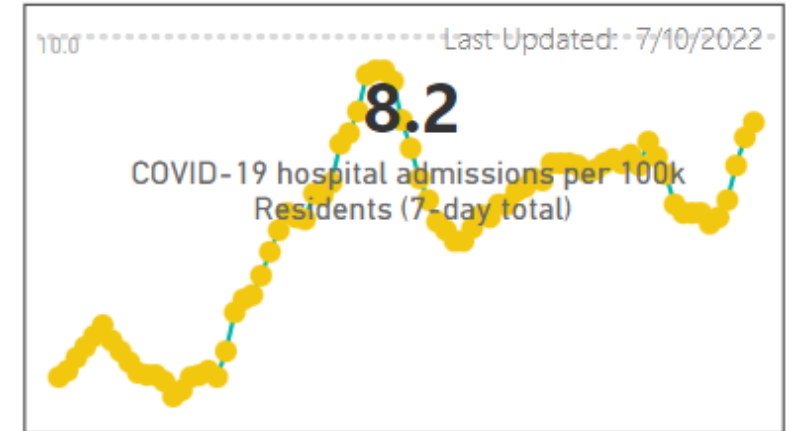 10.0
Last Updated: 7/10/2022
8.2
COVID-19 hospital admissions per 100k
Residents (7-day total)